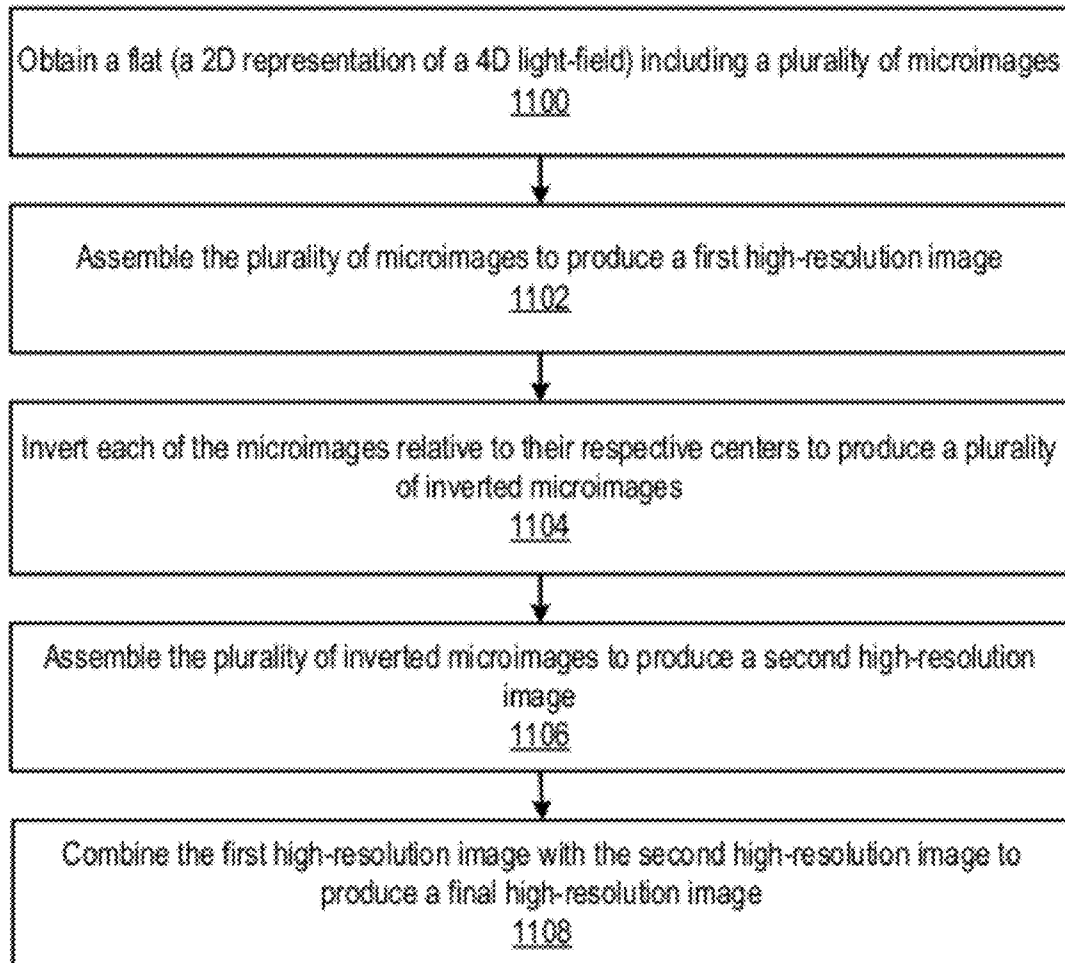 Obtain a flat (a 2D representation of a 4D light-field) including a plurality of microimages
1100
Assemble the plurality of microimages to produce a first high-resolution image
1102
Invert each of the microimages relative to their respective centers to produce a plurality
of inverted microimages
1104
Assemble the plurality of inverted microimages to produce a second high-resolution
image
1106
Combine the first high-resolution image with the second high-resolution image to
produce a final high-resolution image
1108